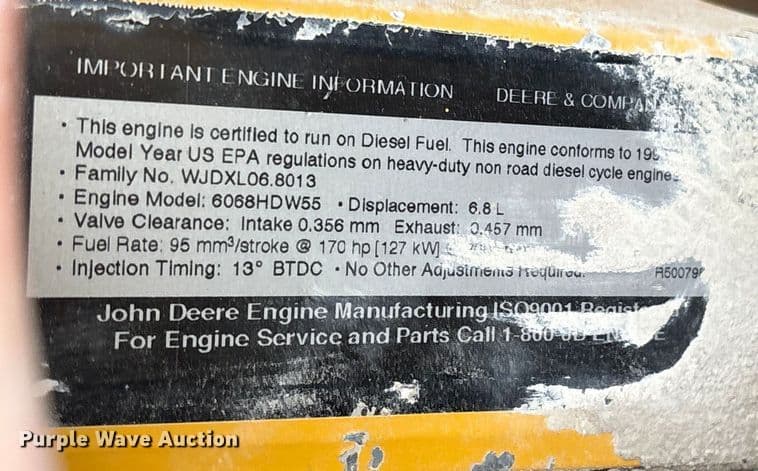 IMPORTANT ENGINE INFORMATION DEERE & COMPAN
• This engine is certified to run on Diesel Fuel. This engine conforms to 199
Model Year US EPA regulations on heavy-duty non road diesel cycle engine
• Family No. WJDXL06.8013
• Engine Model: 6068HDW55 • Displacement: 6.8 L
• Valve Clearance: Intake 0.356 mm Exhaust: 0.457 mm
• Fuel Rate: 95 mm³/stroke @ 170 hp [127 kW]
• Injection Timing: 13° BTDC • No Other Adjustments Required. R50079
John Deere Engine Manufacturing ISO9001 Regist
For Engine Service and Parts Call 1-800-JD-EN
Purple Wave Auction